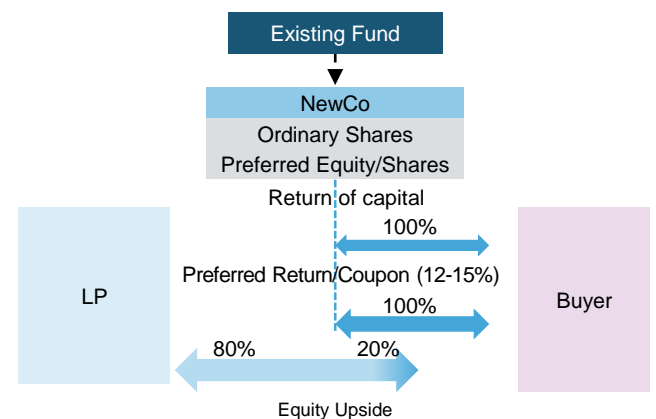 Existing Fund
NewCo
Ordinary Shares
Preferred Equity/Shares
Return of capital
100%
Preferred Return/Coupon (12-15%)
LP
Buyer
100%
80%
20%
Equity Upside